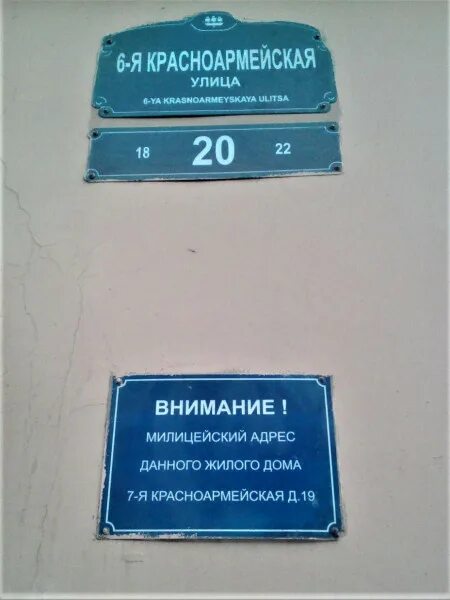 6-Я КРАСНОАРМЕЙСКАЯ
УЛИЦА
6-YA KRASNOARMEYSKAYA ULITSA
18 20 22
ВНИМАНИЕ !
МИЛИЦЕЙСКИЙ АДРЕС
ДАННОГО ЖИЛОГО ДОМА
7-Я КРАСНОАРМЕЙСКАЯ Д.19